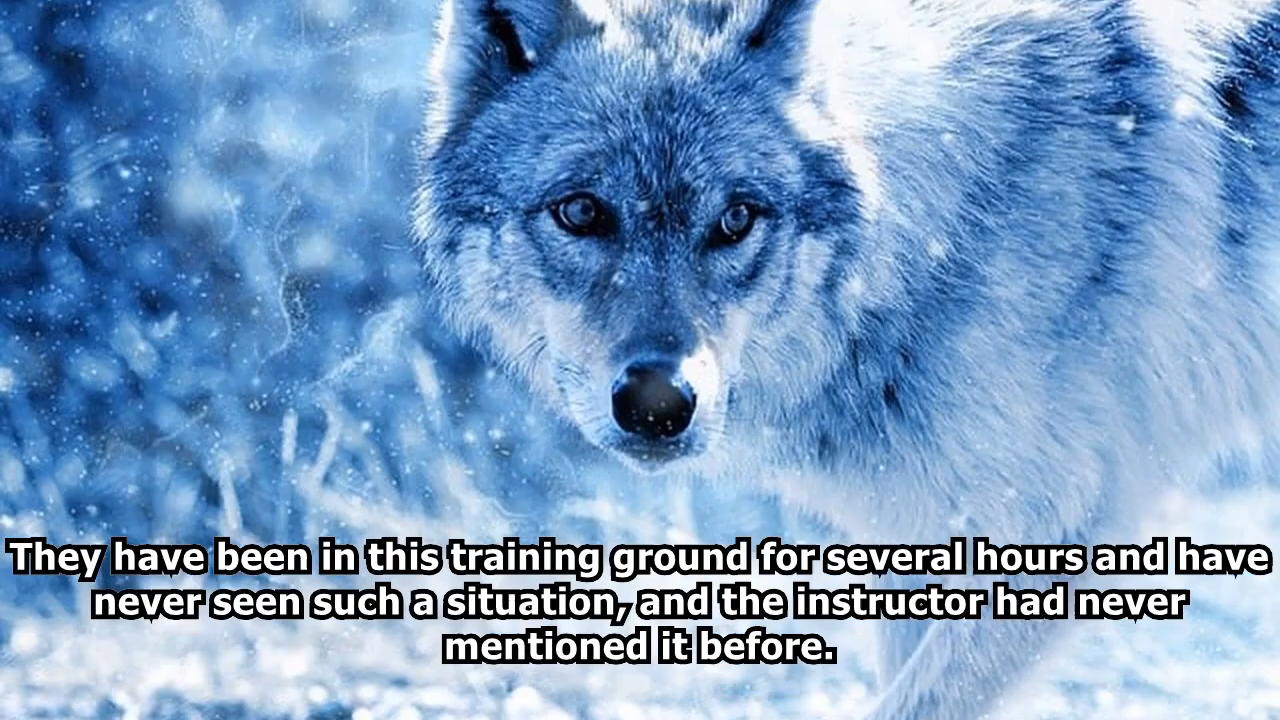 They have been in this training ground for several hours and have
never seen such a situation, and the instructor had never
mentioned it before.